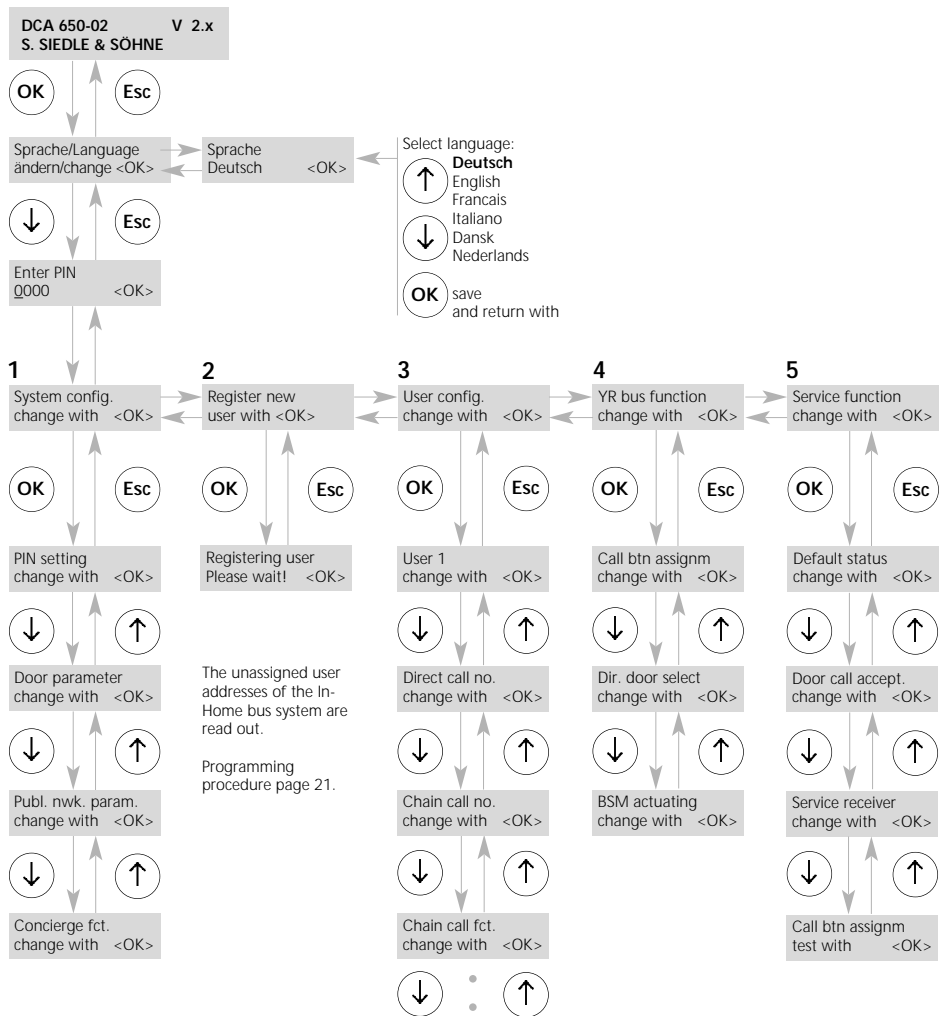 DCA 650-02 V 2.x
S. SIEDLE & SÖHNE
OK
Esc
Sprache/Language
ändern/change <OK>
Sprache
Deutsch <OK>
Select language:
Deutsch
English
Francais
Italiano
Dansk
Nederlands
OK
save
and return with
Esc
Enter PIN
0000 <OK>
1
System config.
change with <OK>
2
Register new
user with <OK>
3
User config.
change with <OK>
4
YR bus function
change with <OK>
5
Service function
change with <OK>
OK
Esc
OK
Esc
OK
Esc
OK
Esc
OK
Esc
PIN setting
change with <OK>
Registering user
Please wait! <OK>
User 1
change with <OK>
Call btn assignm
change with <OK>
Default status
change with <OK>
The unassigned user
addresses of the In-
Home bus system are
read out.
Programming
procedure page 21.
Door parameter
change with <OK>
Direct call no.
change with <OK>
Dir. door select
change with <OK>
Door call accept.
change with <OK>
Publ. nwk. param.
change with <OK>
Chain call no.
change with <OK>
BSM actuating
change with <OK>
Service receiver
change with <OK>
Concierge fct.
change with <OK>
Chain call fct.
change with <OK>
Call btn assignm
test with <OK>